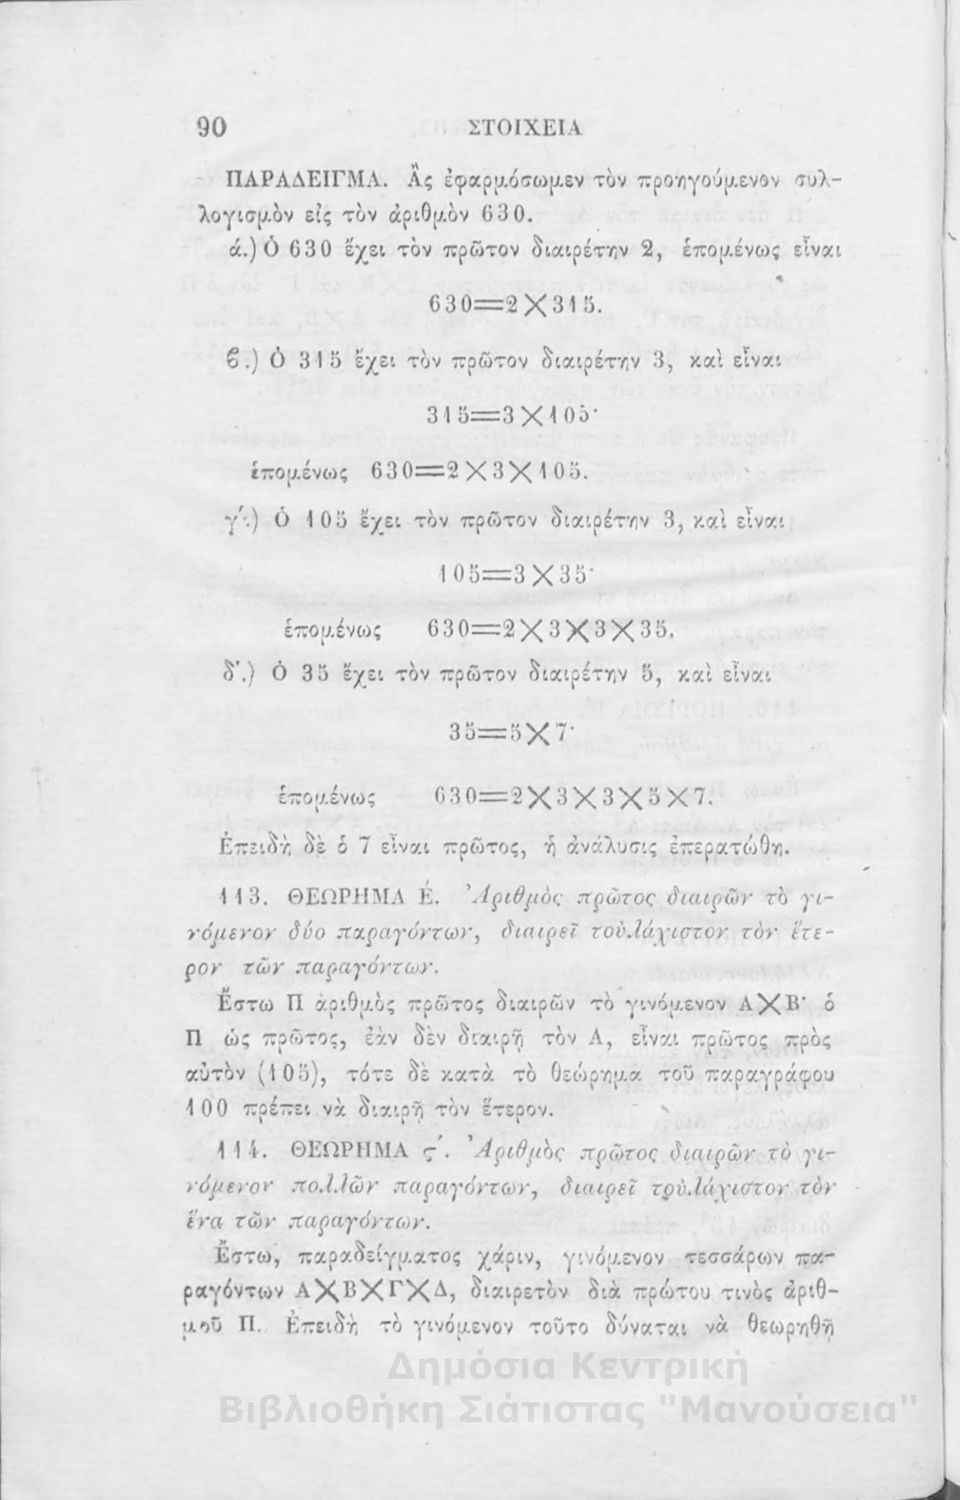 90 ΣΤΟΙΧΕΙΑ
ΠΑΡΑΔΕΙΓΜΑ. Ἂς ἐφαρμόσωμεν τὸν προηγούμενον συλ-
λογισμὸν εἰς τὸν ἀριθμὸν 630.
ά.) Ὁ 630 ἔχει τὸν πρῶτον διαιρέτην 2, ἑπομένως εἶναι
630=2×315.
ϐ.) Ὁ 315 ἔχει τὸν πρῶτον διαιρέτην 3, καὶ εἶναι
315=3×105·
ἑπομένως 630=2×3×105.
γ΄.) Ὁ 105 ἔχει τὸν πρῶτον διαιρέτην 3, καὶ εἶναι
105=3×35·
ἑπομένως 630=2×3×3×35.
δ΄.) Ὁ 35 ἔχει τὸν πρῶτον διαιρέτην 5, καὶ εἶναι
35=5×7·
ἑπομένως 630=2×3×3×5×7.
Ἐπειδὴ δὲ ὁ 7 εἶναι πρῶτος, ἡ ἀνάλυσις ἐπερατώθη.
113. ΘΕΩΡΗΜΑ Έ. Ἀριθμὸς πρῶτος διαιρῶν τὸ γι-
νόμενον δύο παραγόντων, διαιρεῖ τοὐλάχιστον τὸν ἕτε-
ρον τῶν παραγόντων.
Ἔστω Π ἀριθμὸς πρῶτος διαιρῶν τὸ γινόμενον Α×Β· ὁ
Π ὡς πρῶτος, ἐὰν δὲν διαιρῇ τὸν Α, εἶναι πρῶτος πρὸς
αὐτὸν (105), τότε δὲ κατὰ τὸ θεώρημα τοῦ παραγράφου
100 πρέπει νὰ διαιρῇ τὸν ἕτερον.
114. ΘΕΩΡΗΜΑ ς΄. Ἀριθμὸς πρῶτος διαιρῶν τὸ γι-
νόμενον πολλῶν παραγόντων, διαιρεῖ τοὐλάχιστον τὸν
ἕνα τῶν παραγόντων.
Ἔστω, παραδείγματος χάριν, γινόμενον τεσσάρων πα-
ραγόντων Α×Β×Γ×Δ, διαιρετὸν διὰ πρώτου τινὸς ἀριθ-
μοῦ Π. Ἐπειδὴ τὸ γινόμενον τοῦτο δύναται νὰ θεωρηθῇ
Δημόσια Κεντρική
Βιβλιοθήκη Σιάτιστας "Μανούσεια"